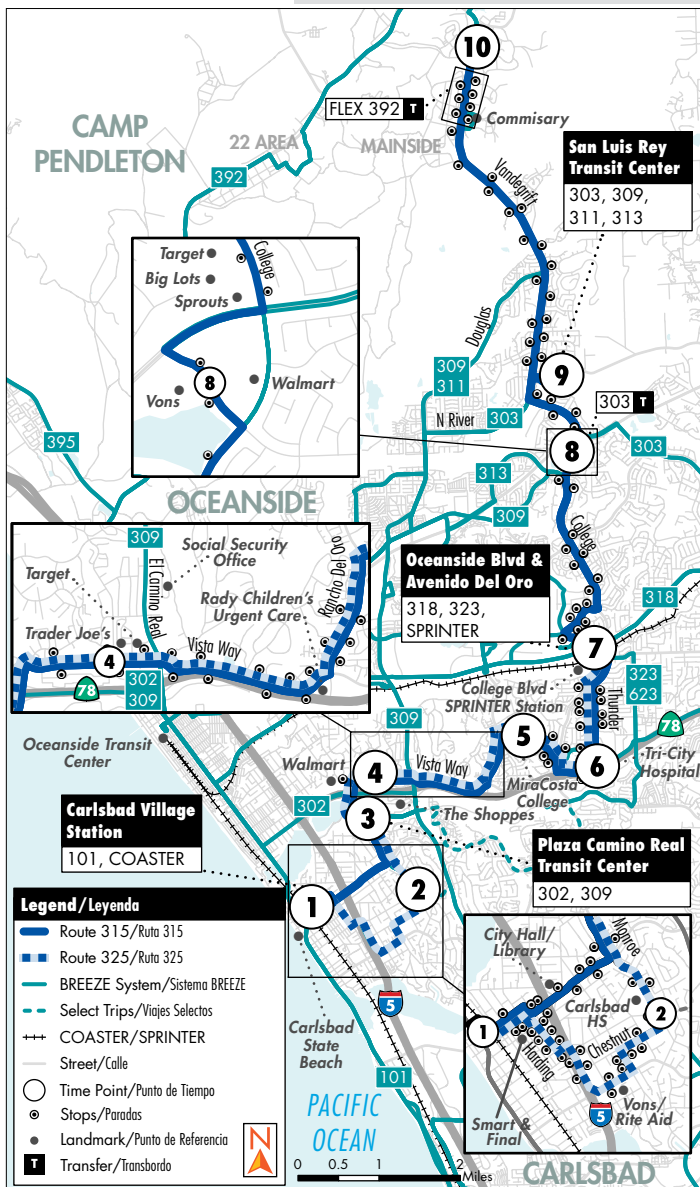 10
FLEX 392 T
Commisary
CAMP
PENDLETON
22 AREA
MAINSIDE
392
Vandegrift
San Luis Rey
Transit Center
303, 309,
311, 313
Target
Big Lots
Sprouts
College
8
Walmart
Vons
Douglas
309
311
N River
303
9
303 T
8
303
395
313
309
OCEANSIDE
College
309
El Camino Real
Social Security
Office
Target
Rady Children's
Urgent Care
Rancho Del Oro
Trader Joe's
4
Vista Way
78
302
309
Oceanside Blvd &
Avenido Del Oro
318, 323,
SPRINTER
318
7
College Blvd
SPRINTER Station
323
623
Thunder
78
Oceanside Transit
Center
309
5
Walmart
4
Vista Way
6
Tri-City
Hospital
MiraCosta
College
302
The Shoppes
3
Carlsbad Village
Station
101, COASTER
Plaza Camino Real
Transit Center
302, 309
1
2
5
Carlsbad
State
Beach
101
PACIFIC
OCEAN
City Hall/
Library
Monroe
Carlsbad
HS
1
2
Harding
Chestnut
Smart &
Final
5
Vons/
Rite Aid
CARLSBAD
Legend/Leyenda
Route 315/Ruta 315
Route 325/Ruta 325
BREEZE System/Sistema BREEZE
Select Trips/Viajes Selectos
COASTER/SPRINTER
Street/Calle
Time Point/Punto de Tiempo
Stops/Paradas
Landmark/Punto de Referencia
T Transfer/Transbordo
N
0 0.5 1 2
Miles